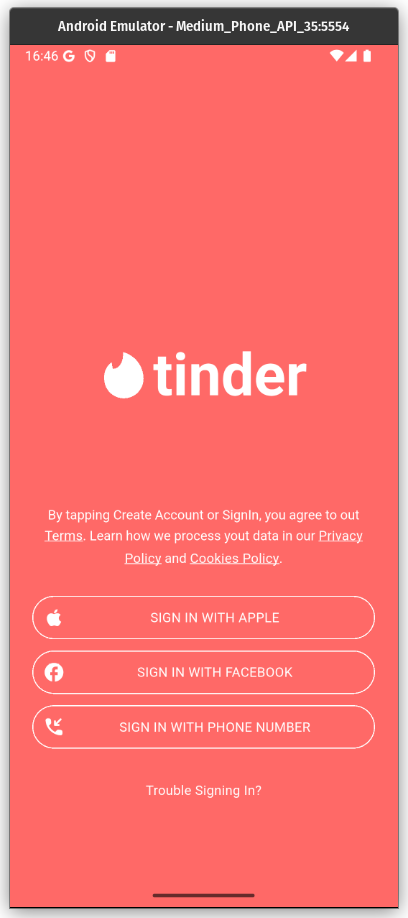 Android Emulator - Medium_Phone_API_35:5554
16:46
tinder
By tapping Create Account or SignIn, you agree to out
Terms. Learn how we process yout data in our Privacy
Policy and Cookies Policy.
SIGN IN WITH APPLE
SIGN IN WITH FACEBOOK
SIGN IN WITH PHONE NUMBER
Trouble Signing In?